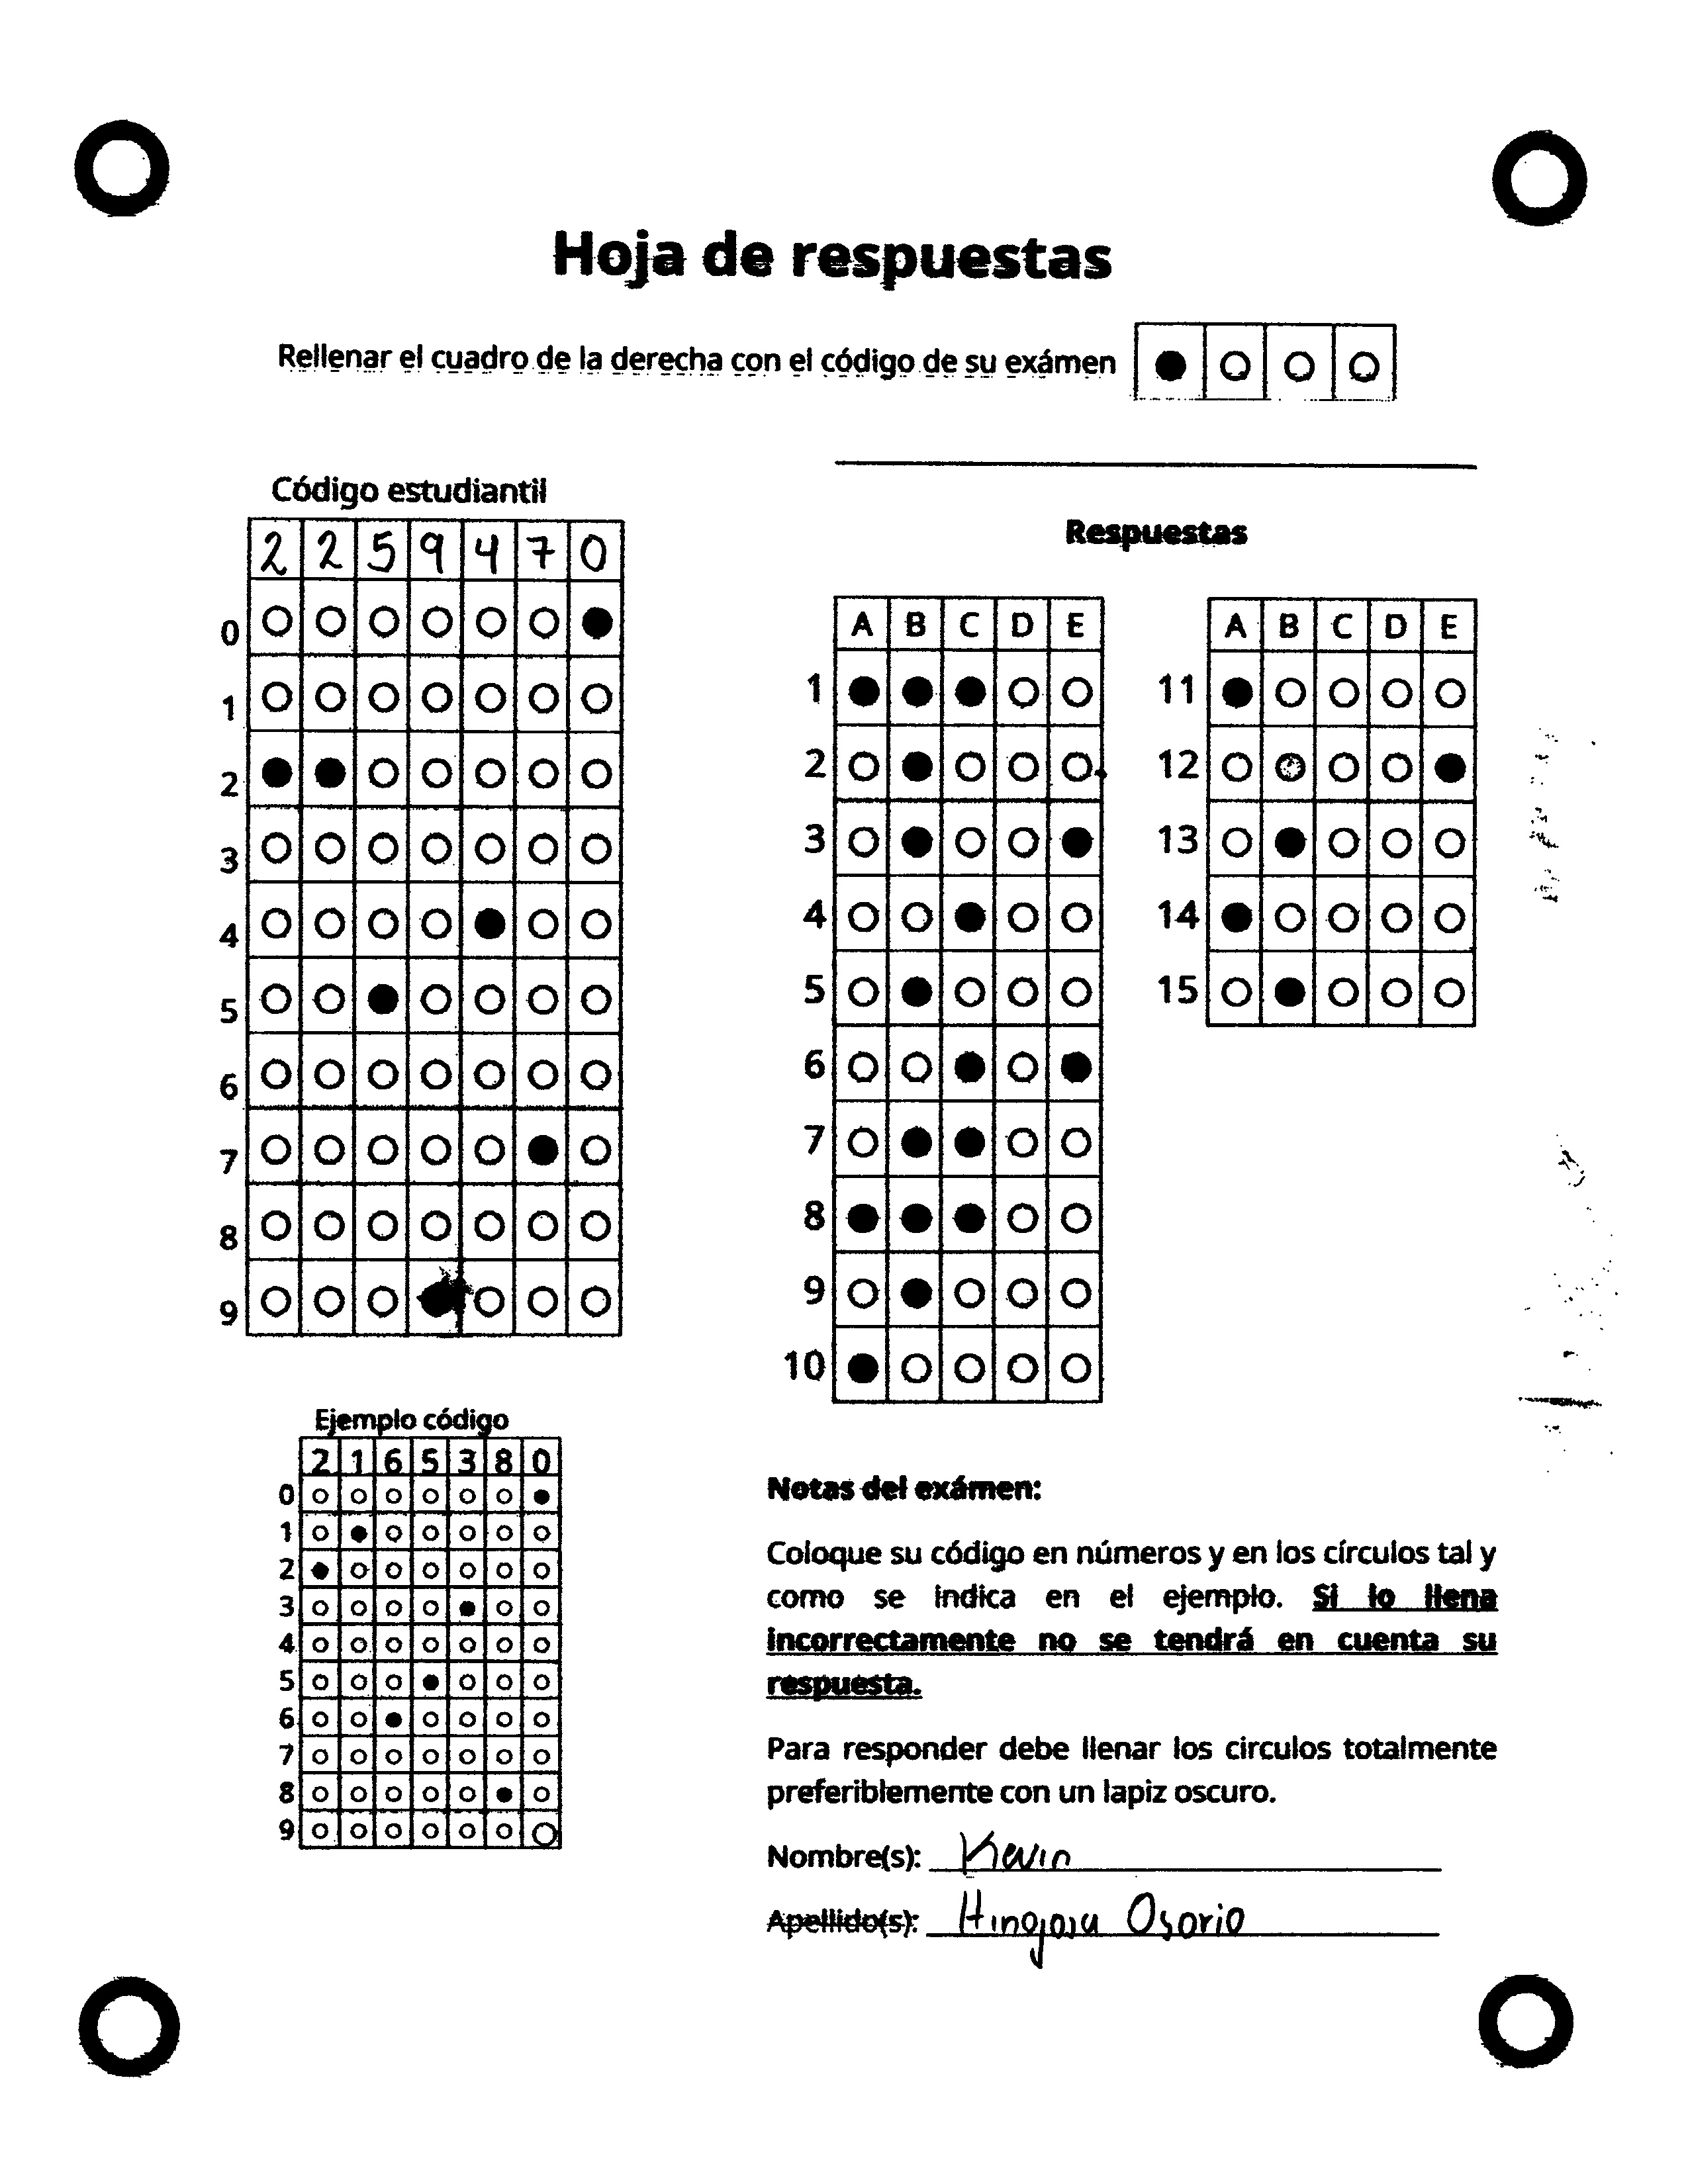 Hoja de respuestas
Rellenar el cuadro de la derecha con el código de su exámen
Código estudiantil
2 2 5 9 4 7 0
0
1
2
3
4
5
6
7
8
9
Ejemplo código
2 1 6 5 3 8 0
0
1
2
3
4
5
6
7
8
9
Respuestas
A B C D E
1
2
3
4
5
6
7
8
9
10
A B C D E
11
12
13
14
15
Notas del exámen:
Coloque su código en números y en los círculos tal y
como se indica en el ejemplo. Si lo llena
incorrectamente no se tendrá en cuenta su
respuesta.
Para responder debe llenar los circulos totalmente
preferiblemente con un lapiz oscuro.
Nombre(s): Kevin
Apellido(s): Hinojosa Osorio